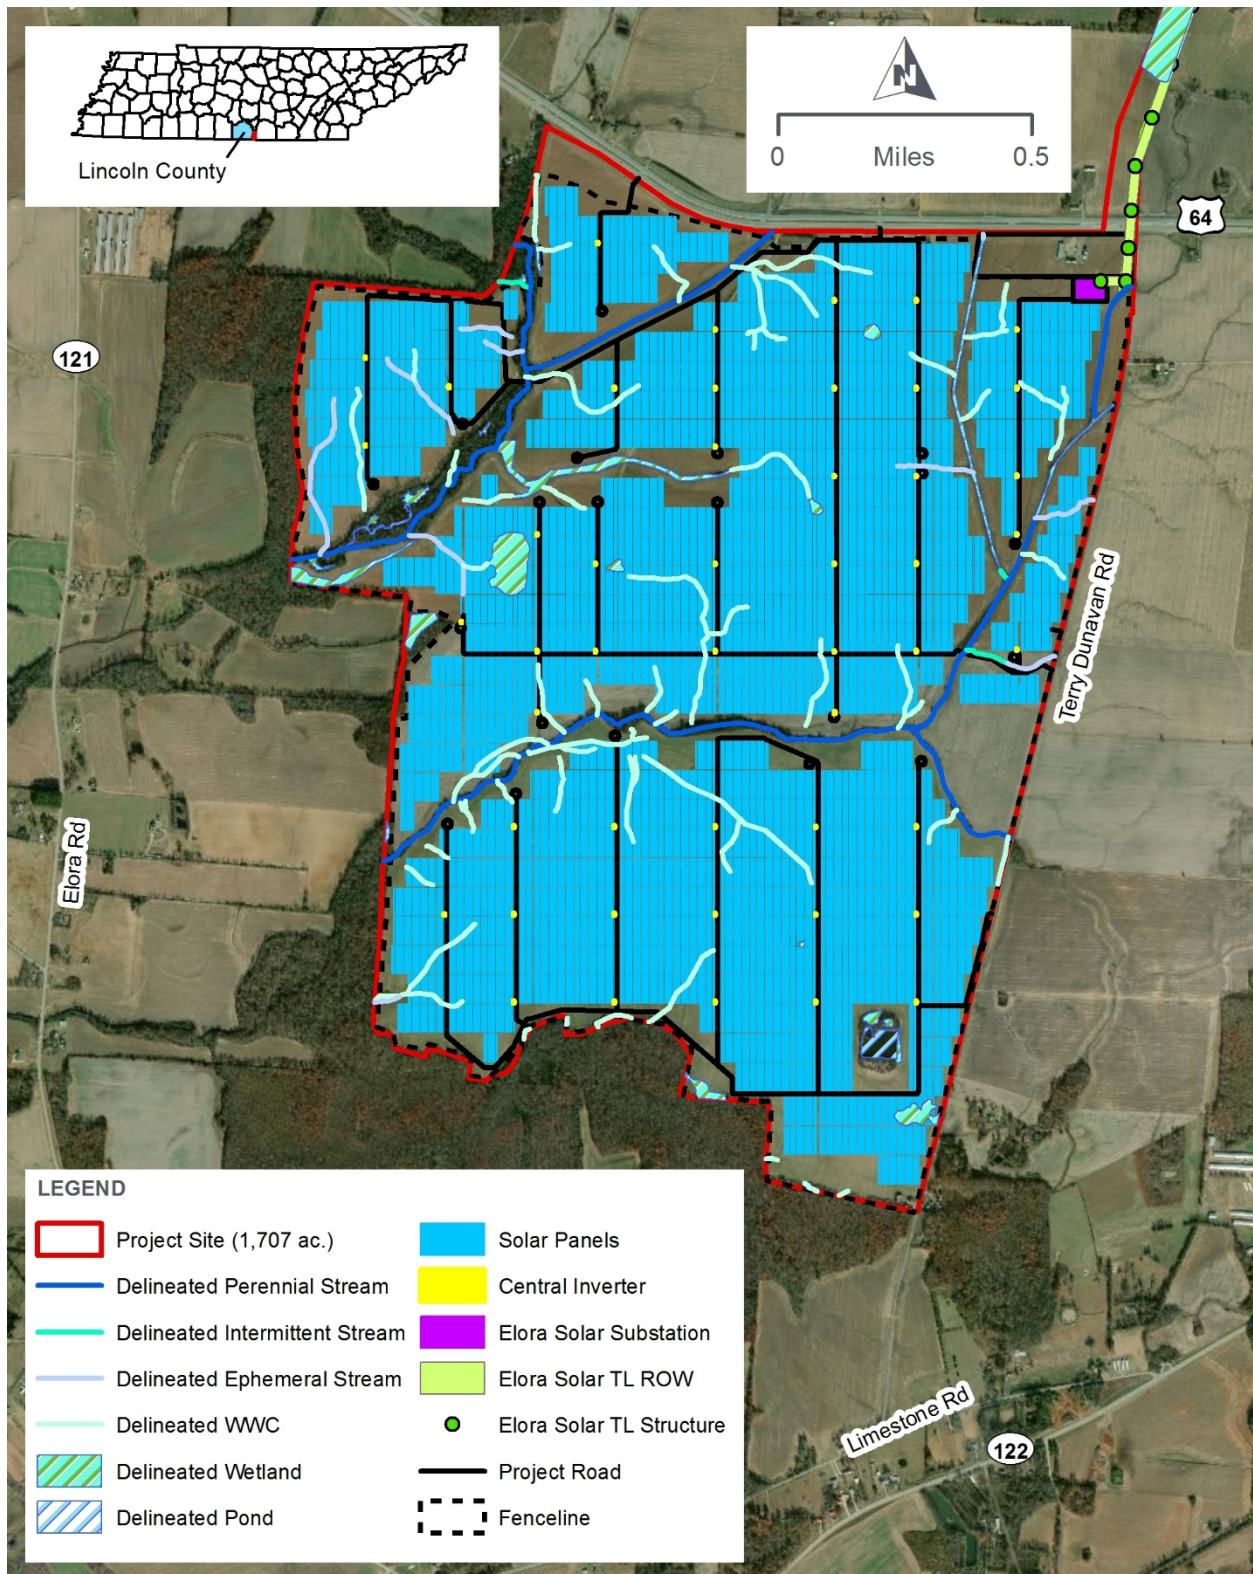 Lincoln County
N
0 Miles 0.5
64
121
Terry Dunavan Rd
Elora Rd
Limestone Rd
122
LEGEND
Project Site (1,707 ac.)
Delineated Perennial Stream
Delineated Intermittent Stream
Delineated Ephemeral Stream
Delineated WWC
Delineated Wetland
Delineated Pond
Solar Panels
Central Inverter
Elora Solar Substation
Elora Solar TL ROW
Elora Solar TL Structure
Project Road
Fenceline